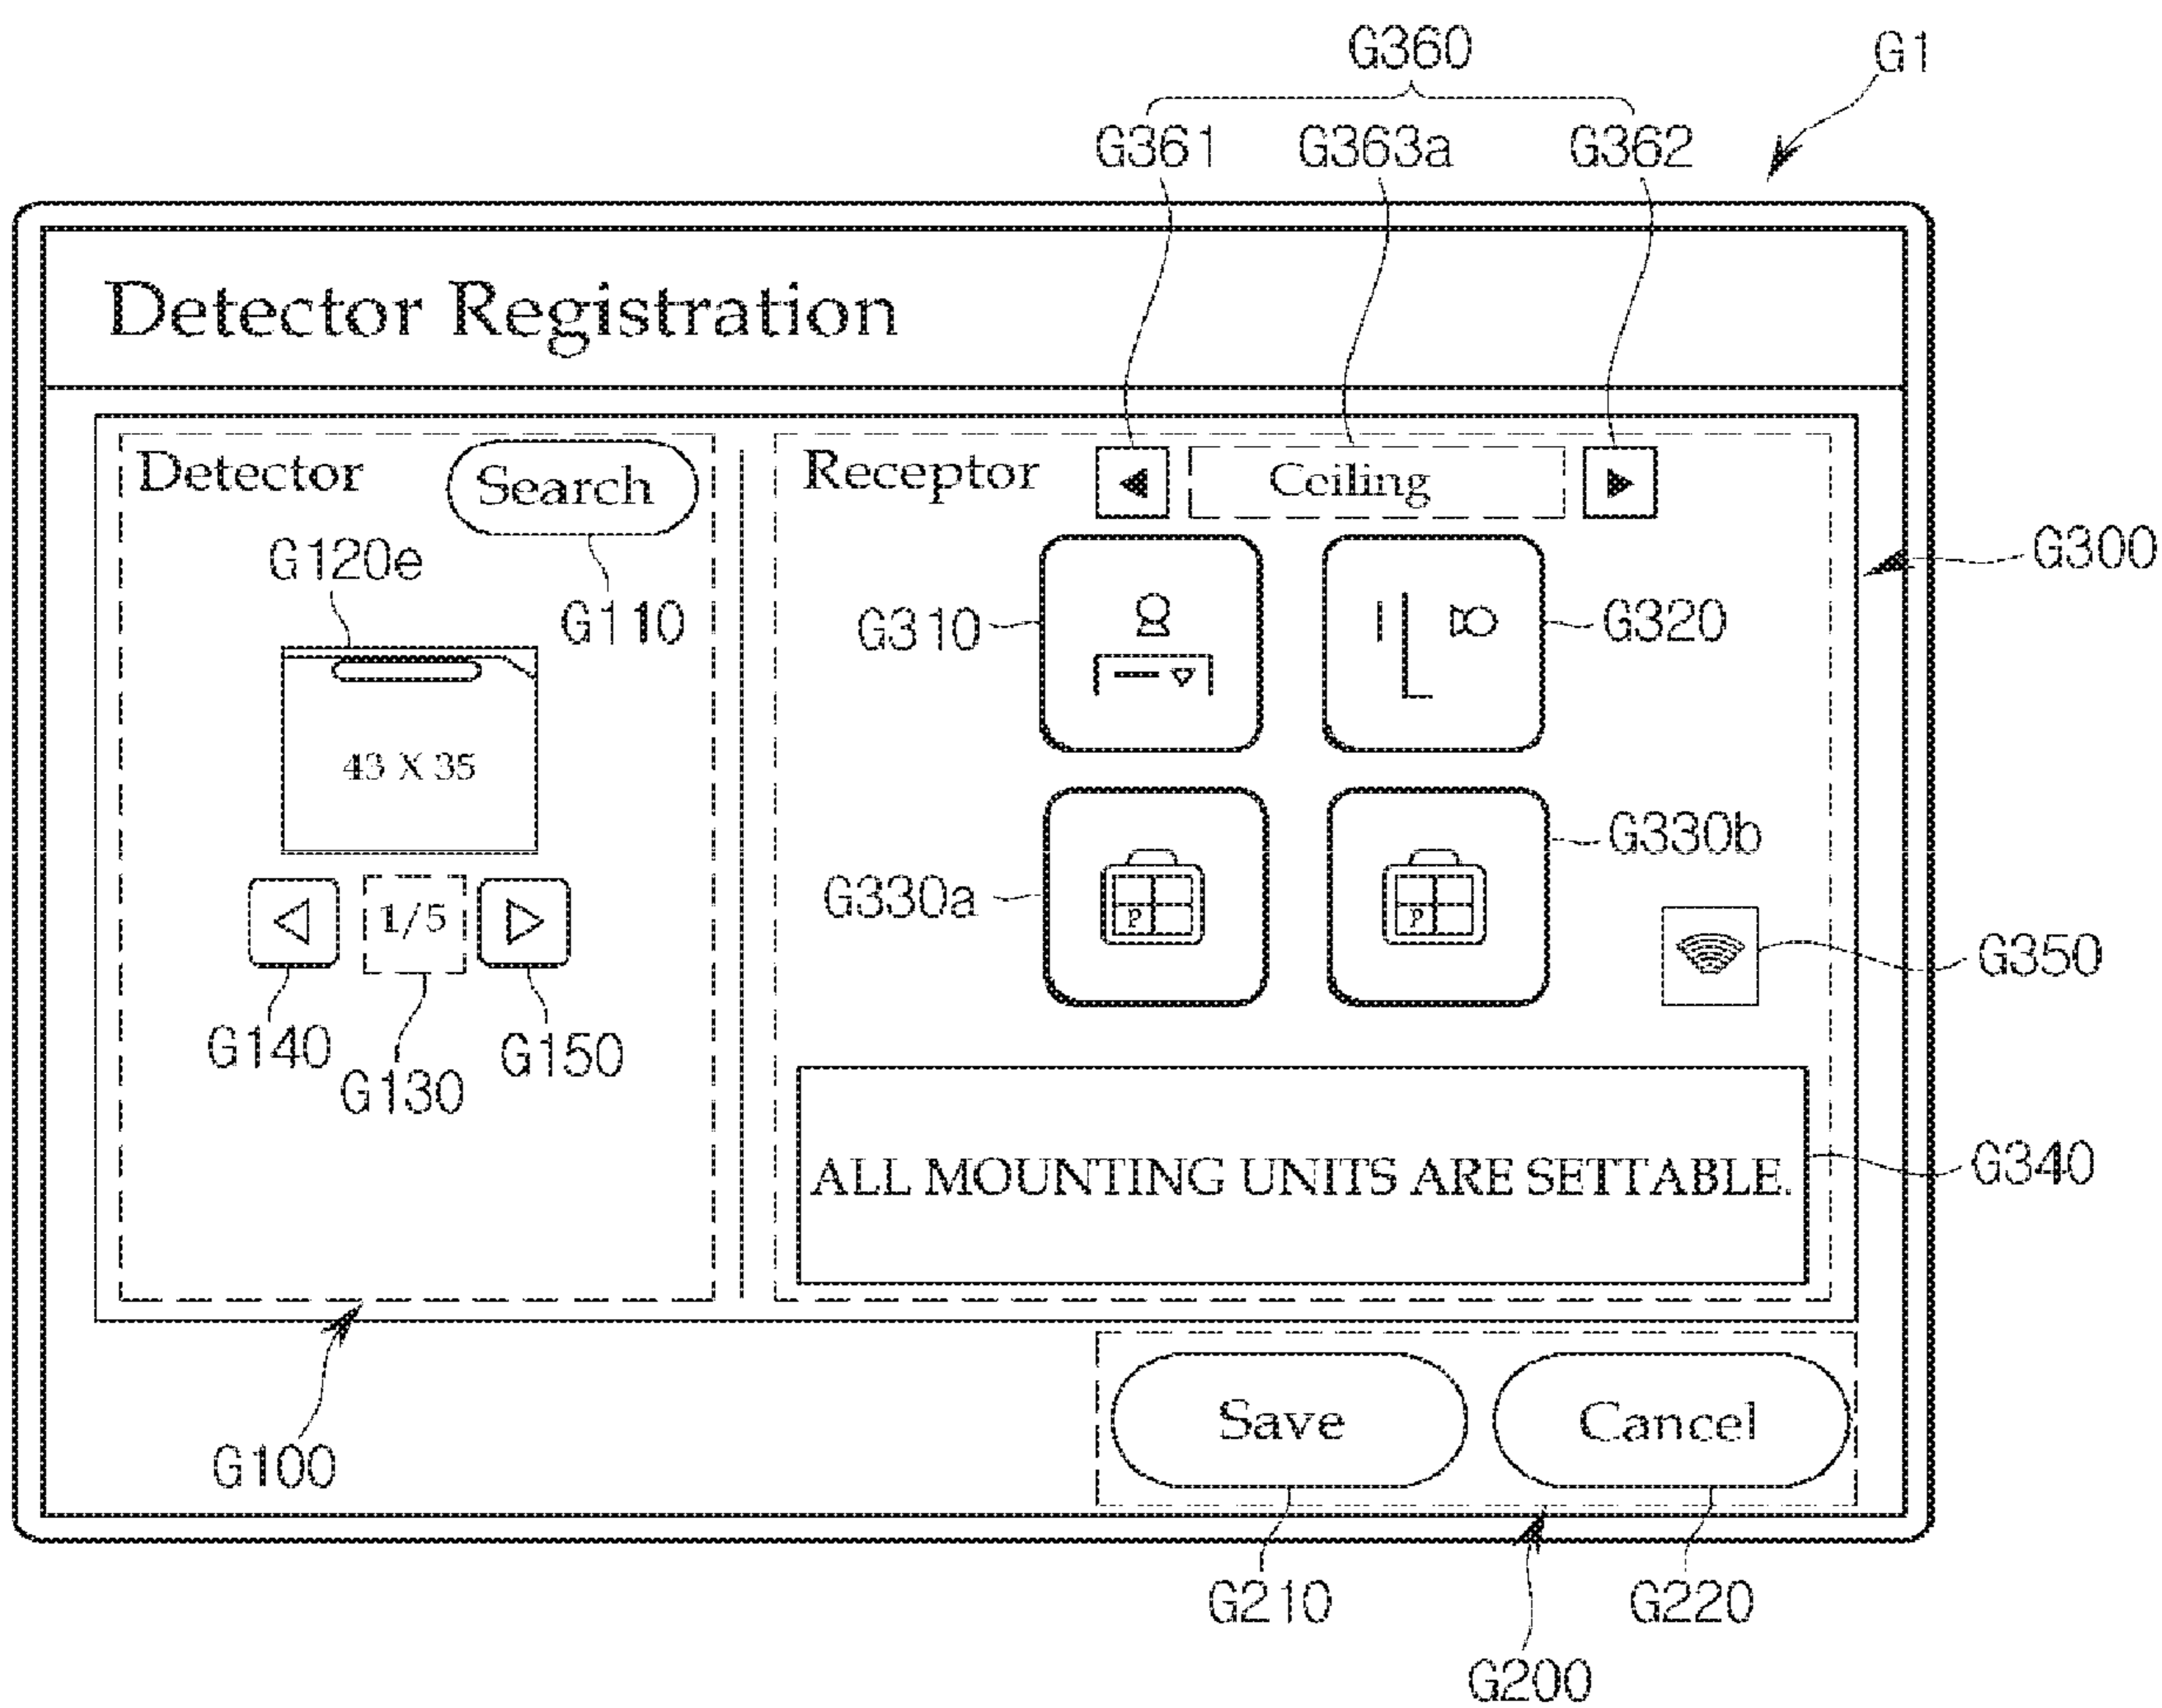 G360
G1
G361 G363a G362
Detector Registration
Detector Search
Receptor Ceiling
G120e
G110
G300
G310
G320
43 X 35
G330b
G330a
P P
1/5
G350
G140 G130 G150
ALL MOUNTING UNITS ARE SETTABLE.
G340
Save Cancel
G100
G210 G220
G200